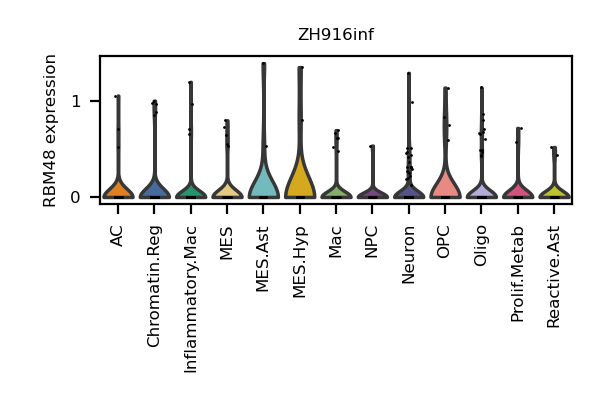 ZH916inf
RBM48 expression
1
0
AC
Chromatin.Reg
Inflammatory.Mac
MES
MES.Ast
MES.Hyp
Mac
NPC
Neuron
OPC
Oligo
Prolif.Metab
Reactive.Ast